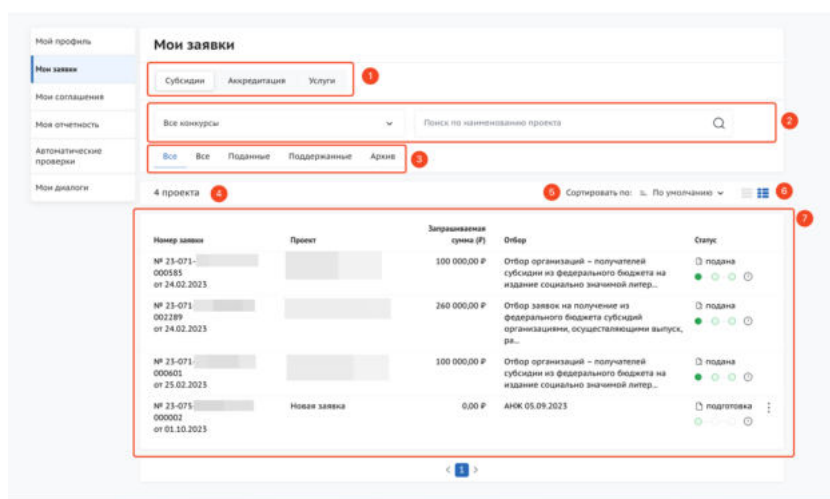 Мой профиль
Мои заявки
Мои соглашения
Моя отчетность
Автоматические
проверки
Мои диалоги
Мои заявки
Субсидии Аккредитация Услуги
1
Все конкурсы Поиск по наименованию проекта
2
Все Все Поданные Поддержанные Архив
3
4 проекта
4
5
Сортировать по: По умолчанию
6
7
Номер заявки Проект Запрашиваемая
сумма (₽) Отбор Статус
№ 23-071-
000585
от 24.02.2023
100 000,00 ₽
Отбор организаций – получателей
субсидии из федерального бюджета на
издание социально значимой литер...
подана
№ 23-071
002289
от 24.02.2023
260 000,00 ₽
Отбор заявок на получение из
федерального бюджета субсидий
организациями, осуществляющими выпуск,
ра...
подана
№ 23-071-
000601
от 25.02.2023
100 000,00 ₽
Отбор организаций – получателей
субсидии из федерального бюджета на
издание социально значимой литер...
подана
№ 23-075
000002
от 01.10.2023
Новая заявка
0,00 ₽
АНЖ 05.09.2023
подготовка
< 1 >